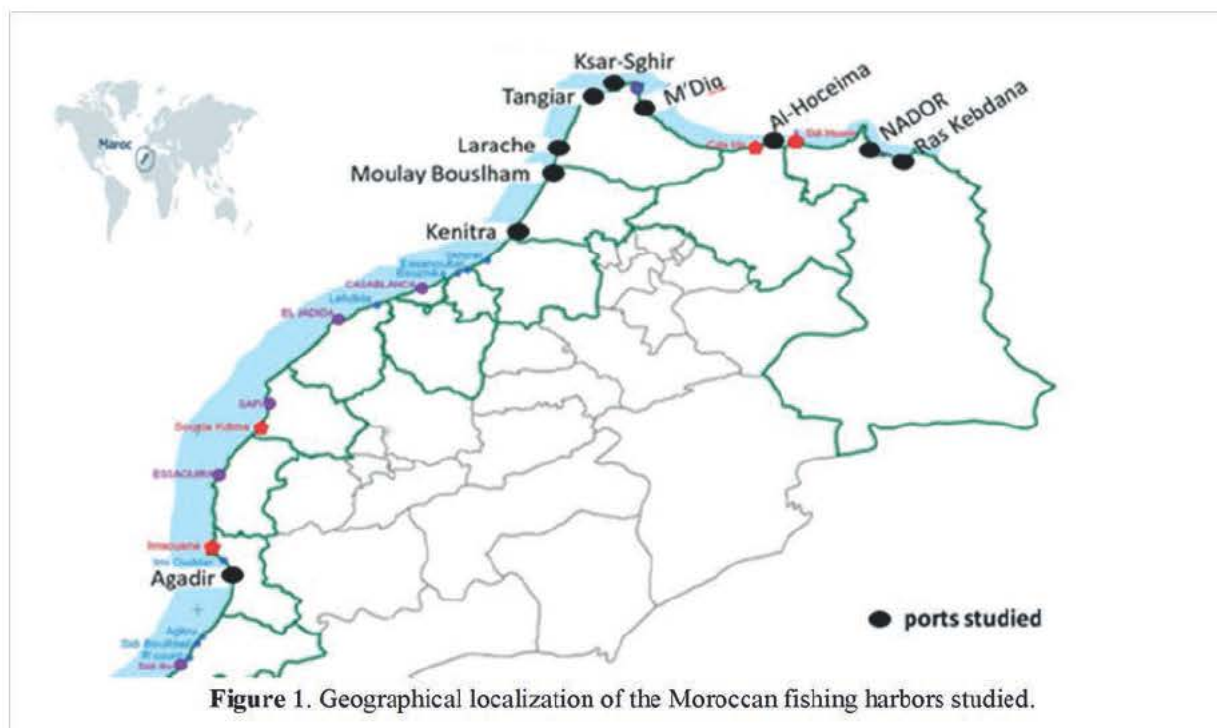 Ksar-Sghir
Tangiar
M'Diq
Al-Hoceima
NADOR
Ras Kebdana
Maroc
Larache
Moulay Bouslham
Kenitra
CASABLANCA
EL JADIDA
SAFI
ESSAOUIRA
Imsouane
Agadir
ports studied
Figure 1. Geographical localization of the Moroccan fishing harbors studied.